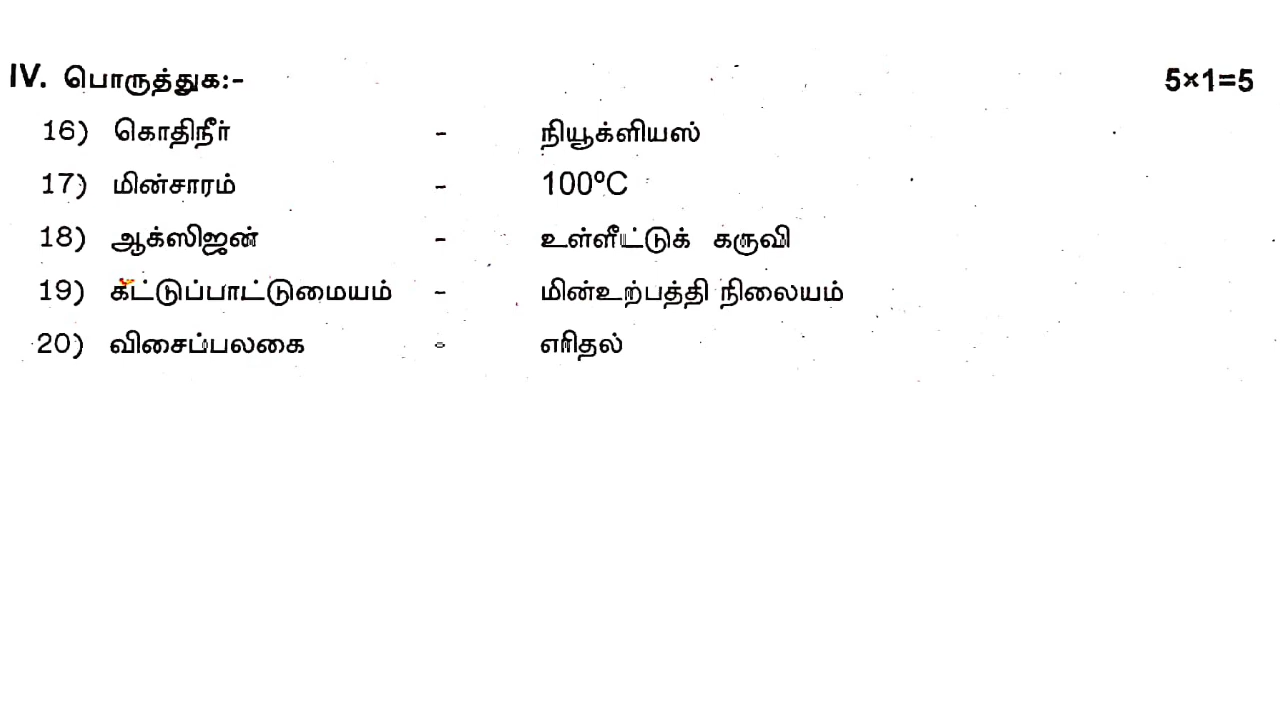 IV. பொருத்துக:- 5×1=5
16) கொதிநீர் - நியூக்ளியஸ்
17) மின்சாரம் - 100°C
18) ஆக்ஸிஜன் - உள்ளீட்டுக் கருவி
19) கட்டுப்பாட்டுமையம் - மின்உற்பத்தி நிலையம்
20) விசைப்பலகை - எரிதல்